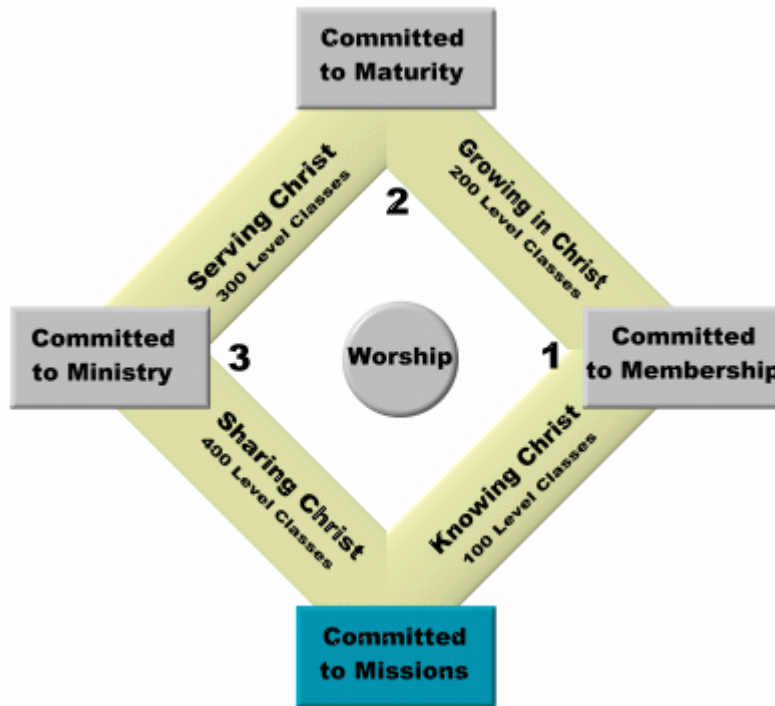 Committed
to Maturity
Serving Christ
300 Level Classes
Growing in Christ
200 Level Classes
2
Committed
to Ministry
3
Worship
1
Committed
to Membership
Sharing Christ
400 Level Classes
Knowing Christ
100 Level Classes
Committed
to Missions